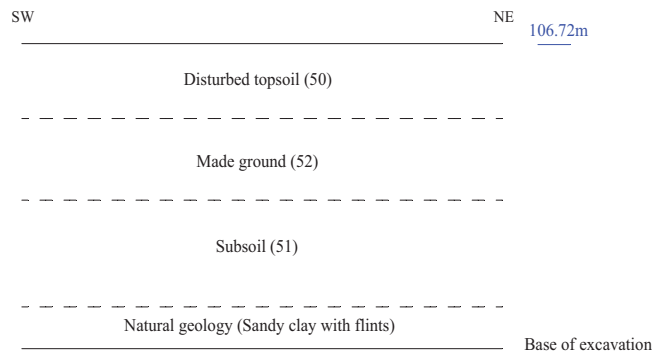 SW
NE
106.72m
Disturbed topsoil (50)
Made ground (52)
Subsoil (51)
Natural geology (Sandy clay with flints)
Base of excavation